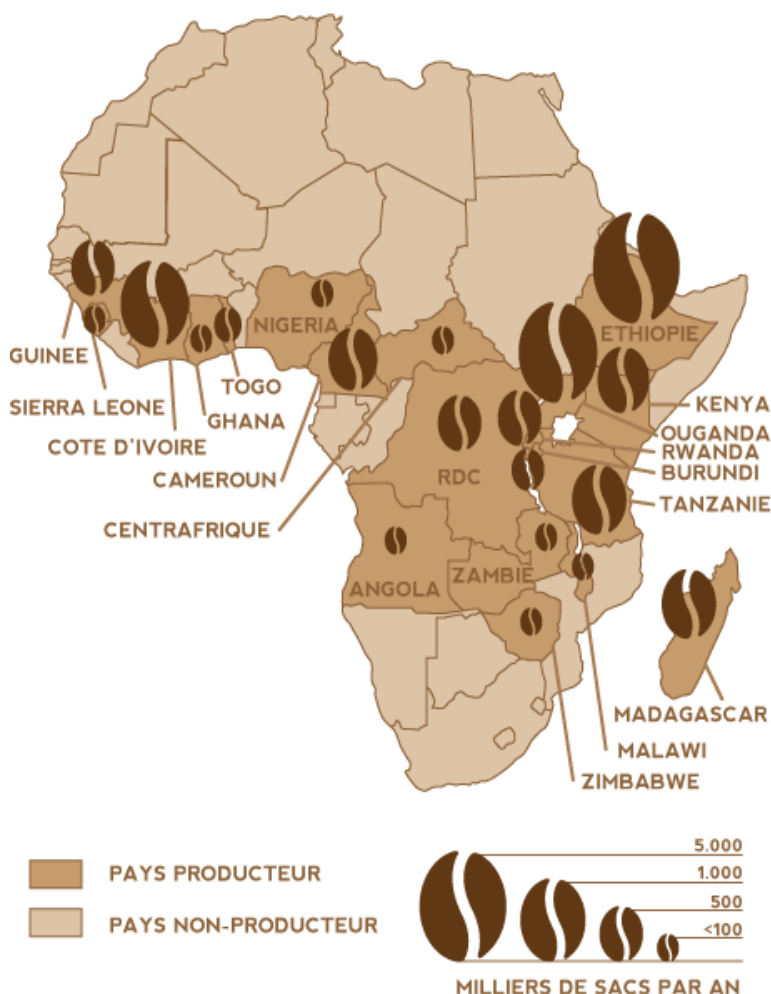 NIGERIA
ETHIOPIE
GUINEE
SIERRA LEONE
COTE D'IVOIRE
GHANA
TOGO
CAMEROUN
CENTRAFRIQUE
KENYA
OUGANDA
RWANDA
BURUNDI
TANZANIE
RDC
ANGOLA
ZAMBIE
MADAGASCAR
MALAWI
ZIMBABWE
PAYS PRODUCTEUR
PAYS NON-PRODUCTEUR
5.000
1.000
500
<100
MILLIERS DE SACS PAR AN